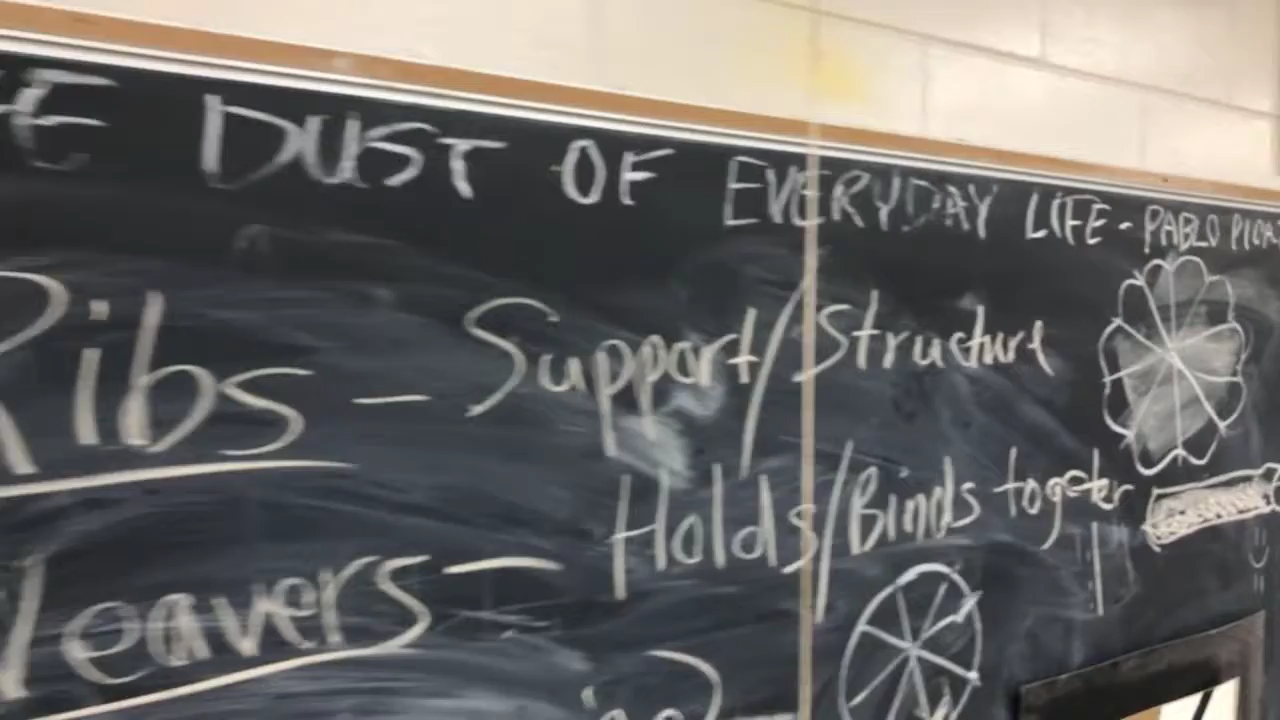 DUST OF EVERYDAY LIFE - PABLO
Ribs - Support/Structure
Holds/Binds togeter
eavers -